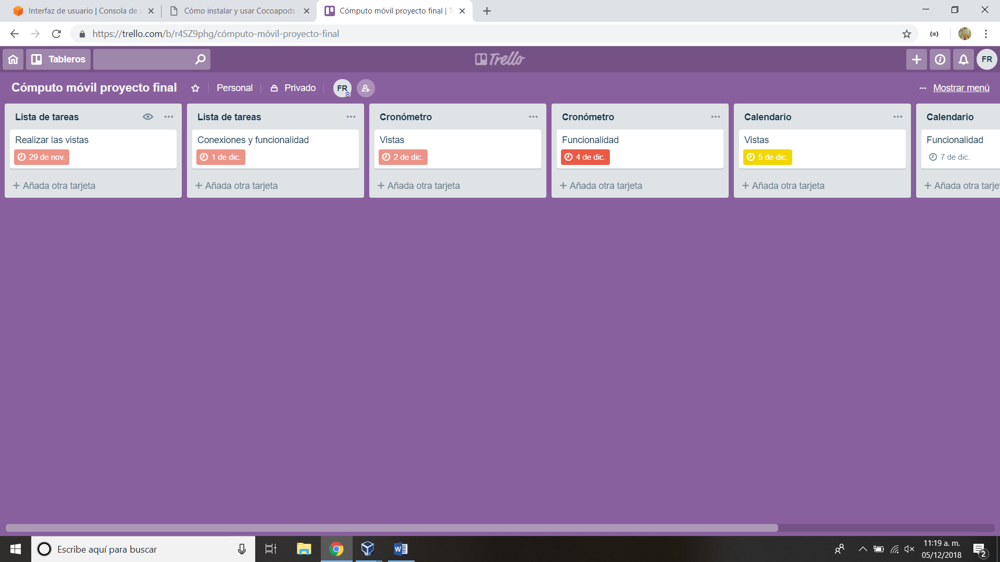 Interfaz de usuario | Consola de a
Cómo instalar y usar Cocoapods
Cómputo móvil proyecto final | T
https://trello.com/b/r4SZ9phg/cómputo-móvil-proyecto-final
Tableros
Trello
FR
Cómputo móvil proyecto final
Personal
Privado
FR
Mostrar menú
Lista de tareas
Realizar las vistas
29 de nov.
+ Añada otra tarjeta
Lista de tareas
Conexiones y funcionalidad
1 de dic.
+ Añada otra tarjeta
Cronómetro
Vistas
2 de dic.
+ Añada otra tarjeta
Cronómetro
Funcionalidad
4 de dic.
+ Añada otra tarjeta
Calendario
Vistas
5 de dic.
+ Añada otra tarjeta
Calendario
Funcionalidad
7 de dic.
+ Añada otra tarje
Escribe aquí para buscar
11:19 a. m.
05/12/2018
2